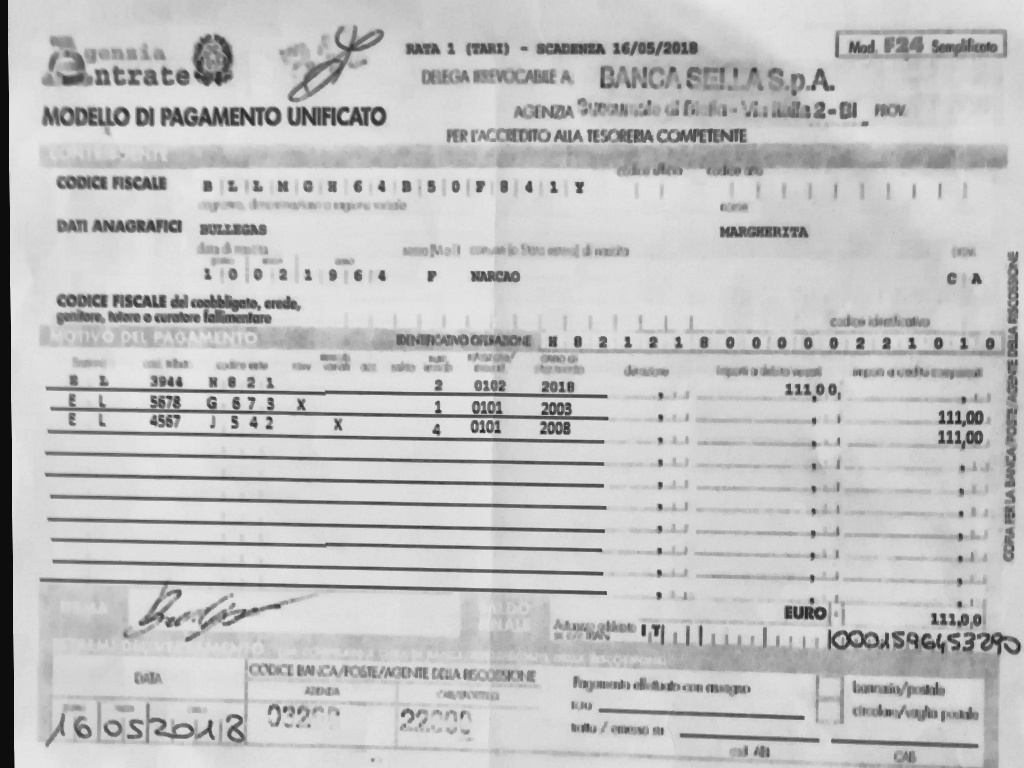 Agenzia
Entrate
RATA 1 (TARI) - SCADENZA 16/05/2018
Mod. F24 Semplificato
DELEGA IRREVOCABILE A: BANCA SELLA S.p.A.
MODELLO DI PAGAMENTO UNIFICATO
AGENZIA - Via Italia 2 - BI PROV.
PER L'ACCREDITO ALLA TESORERIA COMPETENTE
CONTRIBUENTE
codice ufficio codice atto
CODICE FISCALE B L L M G H 6 4 B 5 0 F 8 4 1 Y
cognome, denominazione o ragione sociale nome
DATI ANAGRAFICI BULLEGAS MARGHERITA
data di nascita sesso (M o F) comune (o Stato estero) di nascita prov.
giorno mese anno
1 0 0 2 1 9 6 4 F NARCAO C A
CODICE FISCALE del coobbligato, erede,
genitore, tutore o curatore fallimentare
codice identificativo
MOTIVO DEL PAGAMENTO IDENTIFICATIVO OPERAZIONE H 8 2 1 2 1 8 0 0 0 0 0 2 2 1 0 1 0
Sezione cod. tributo codice ente ravv. immob. variati acc. saldo num. immob. rateazione/ mese rif. anno di riferimento detrazione importi a debito versati importi a credito compensati
E L 3944 H 8 2 1 2 0102 2018 111,00
E L 5678 G 6 7 3 X 1 0101 2003 111,00
E L 4567 J 5 4 2 X 4 0101 2008 111,00
FIRMA
SALDO
FINALE
EURO 111,0,0
Autorizzo addebito
su c/c IBAN I T 10001596453290
ESTREMI DEL VERSAMENTO
DATA
CODICE BANCA/POSTE/AGENTE DELLA RISCOSSIONE
AZIENDA CAB/SPORTELLO
16 05 2018
22000
Pagamento effettuato con assegno
bancario/postale
circolare/vaglia postale
n.ro
tratto / emesso su
cod. ABI CAB
COPIA PER LA BANCA/POSTE/AGENTE DELLA RISCOSSIONE